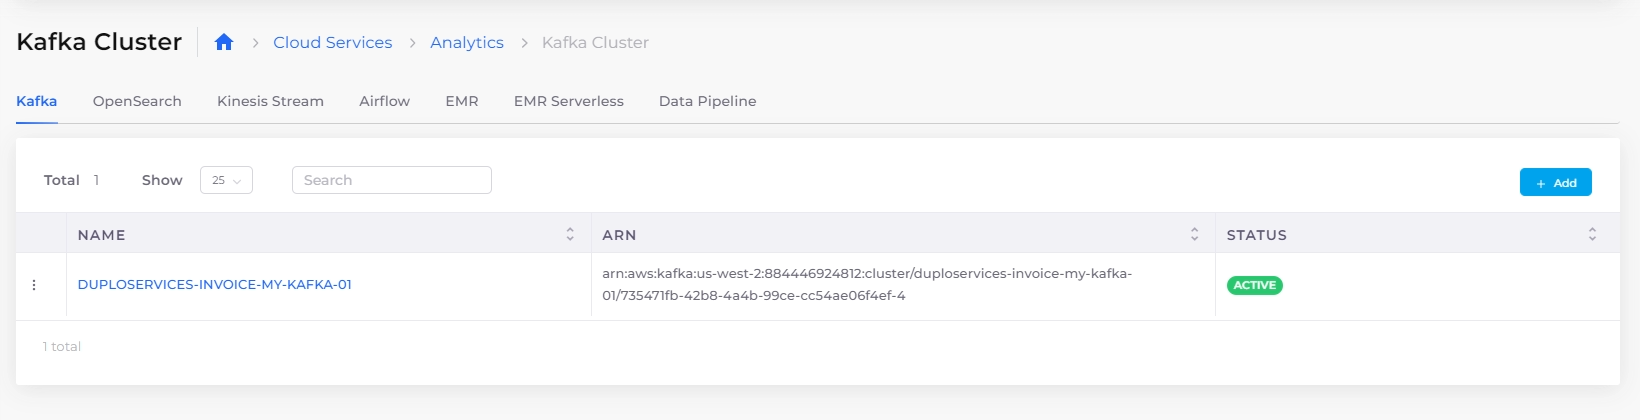 Kafka Cluster
Cloud Services
Analytics
Kafka Cluster
Kafka OpenSearch Kinesis Stream Airflow EMR EMR Serverless Data Pipeline
Total 1 Show 25 Search + Add
NAME ARN STATUS
DUPLOSERVICES-INVOICE-MY-KAFKA-01
arn:aws:kafka:us-west-2:884446924812:cluster/duploservices-invoice-my-kafka-
01/735471fb-42b8-4a4b-99ce-cc54ae06f4ef-4
ACTIVE
1 total